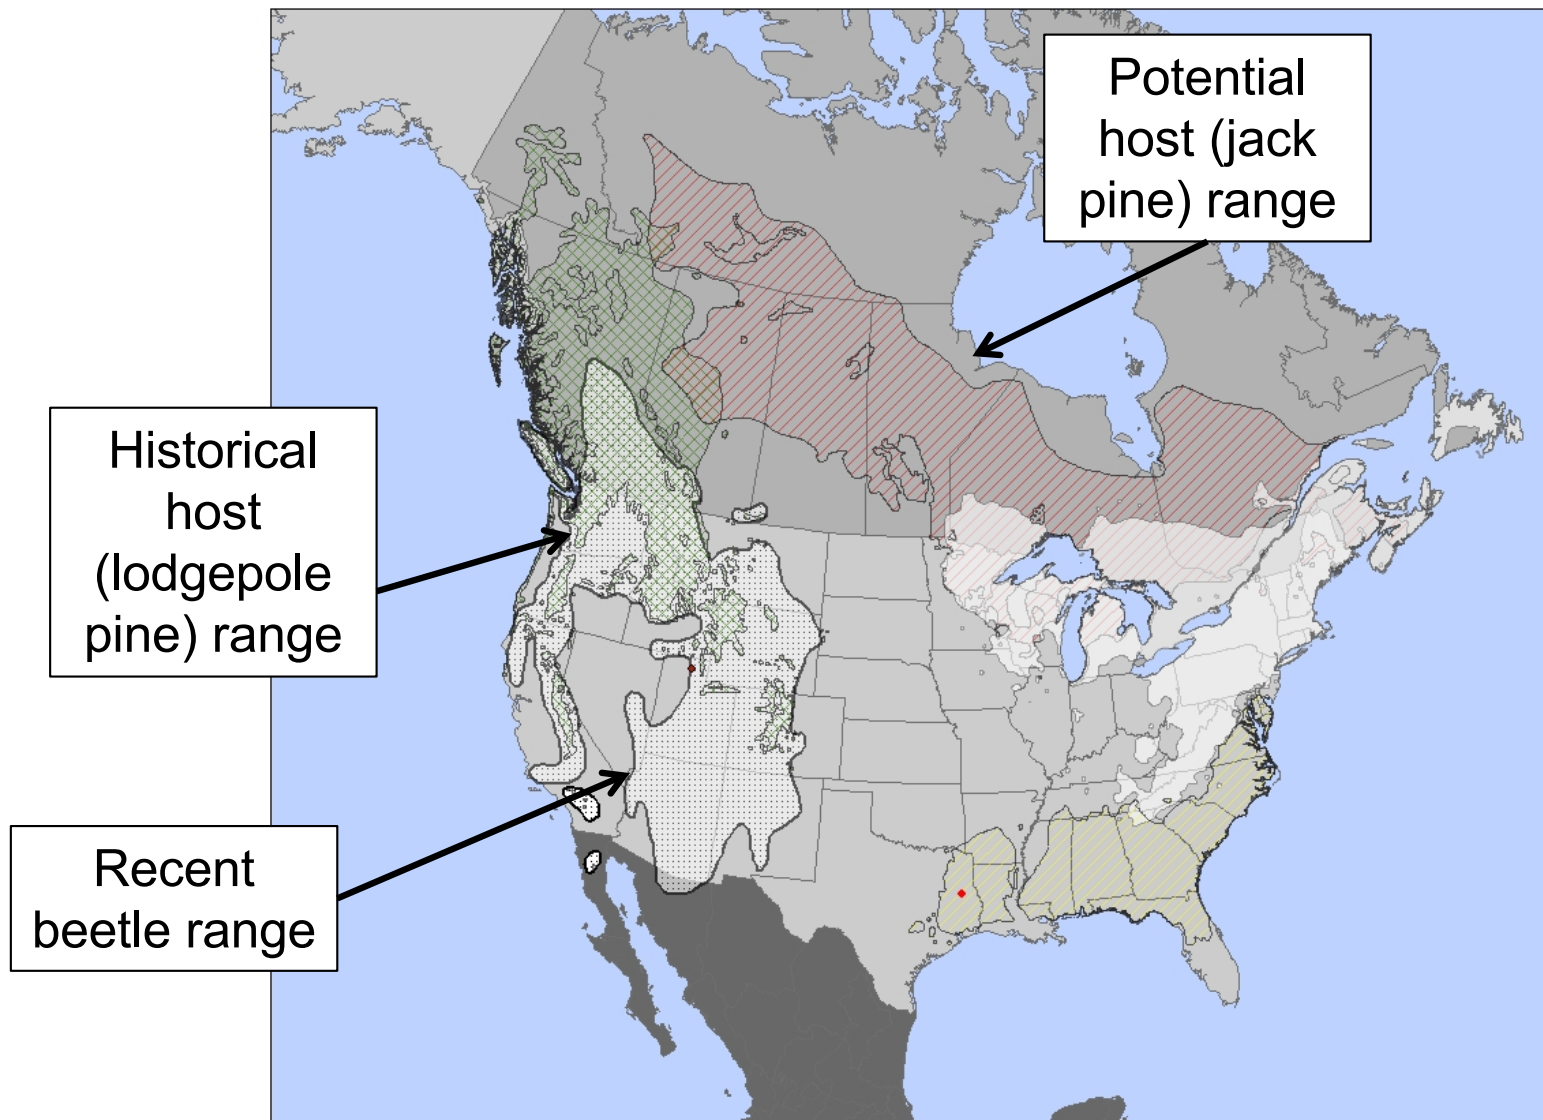 Potential
host (jack
pine) range
Historical
host
(lodgepole
pine) range
Recent
beetle range